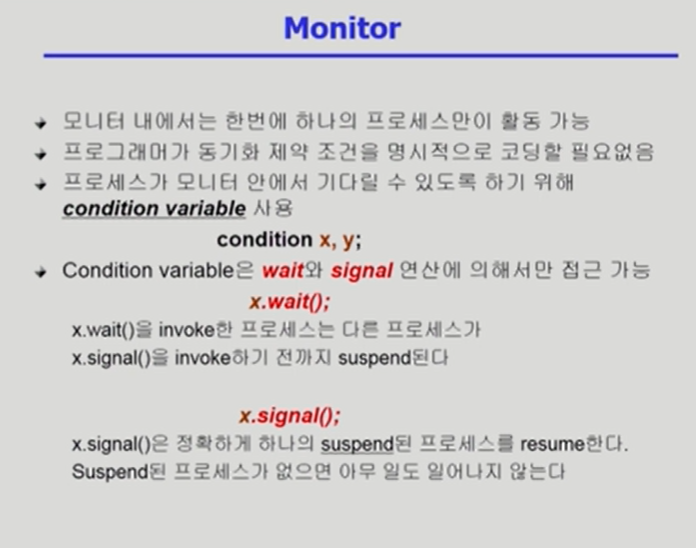 Monitor
모니터 내에서는 한번에 하나의 프로세스만이 활동 가능
프로그래머가 동기화 제약 조건을 명시적으로 코딩할 필요없음
프로세스가 모니터 안에서 기다릴 수 있도록 하기 위해
condition variable 사용
condition x, y;
Condition variable은 wait와 signal 연산에 의해서만 접근 가능
x.wait();
x.wait()을 invoke한 프로세스는 다른 프로세스가
x.signal()을 invoke하기 전까지 suspend된다
x.signal();
x.signal()은 정확하게 하나의 suspend된 프로세스를 resume한다.
Suspend된 프로세스가 없으면 아무 일도 일어나지 않는다